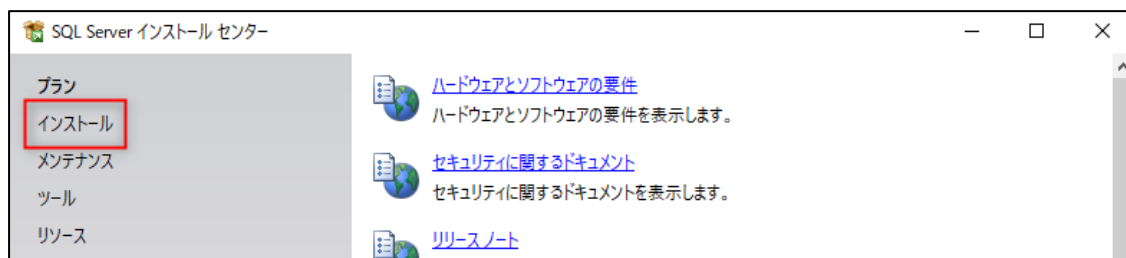 SQL Server インストール センター
プラン
インストール
メンテナンス
ツール
リソース
ハードウェアとソフトウェアの要件
ハードウェアとソフトウェアの要件を表示します。
セキュリティに関するドキュメント
セキュリティに関するドキュメントを表示します。
リリース ノート